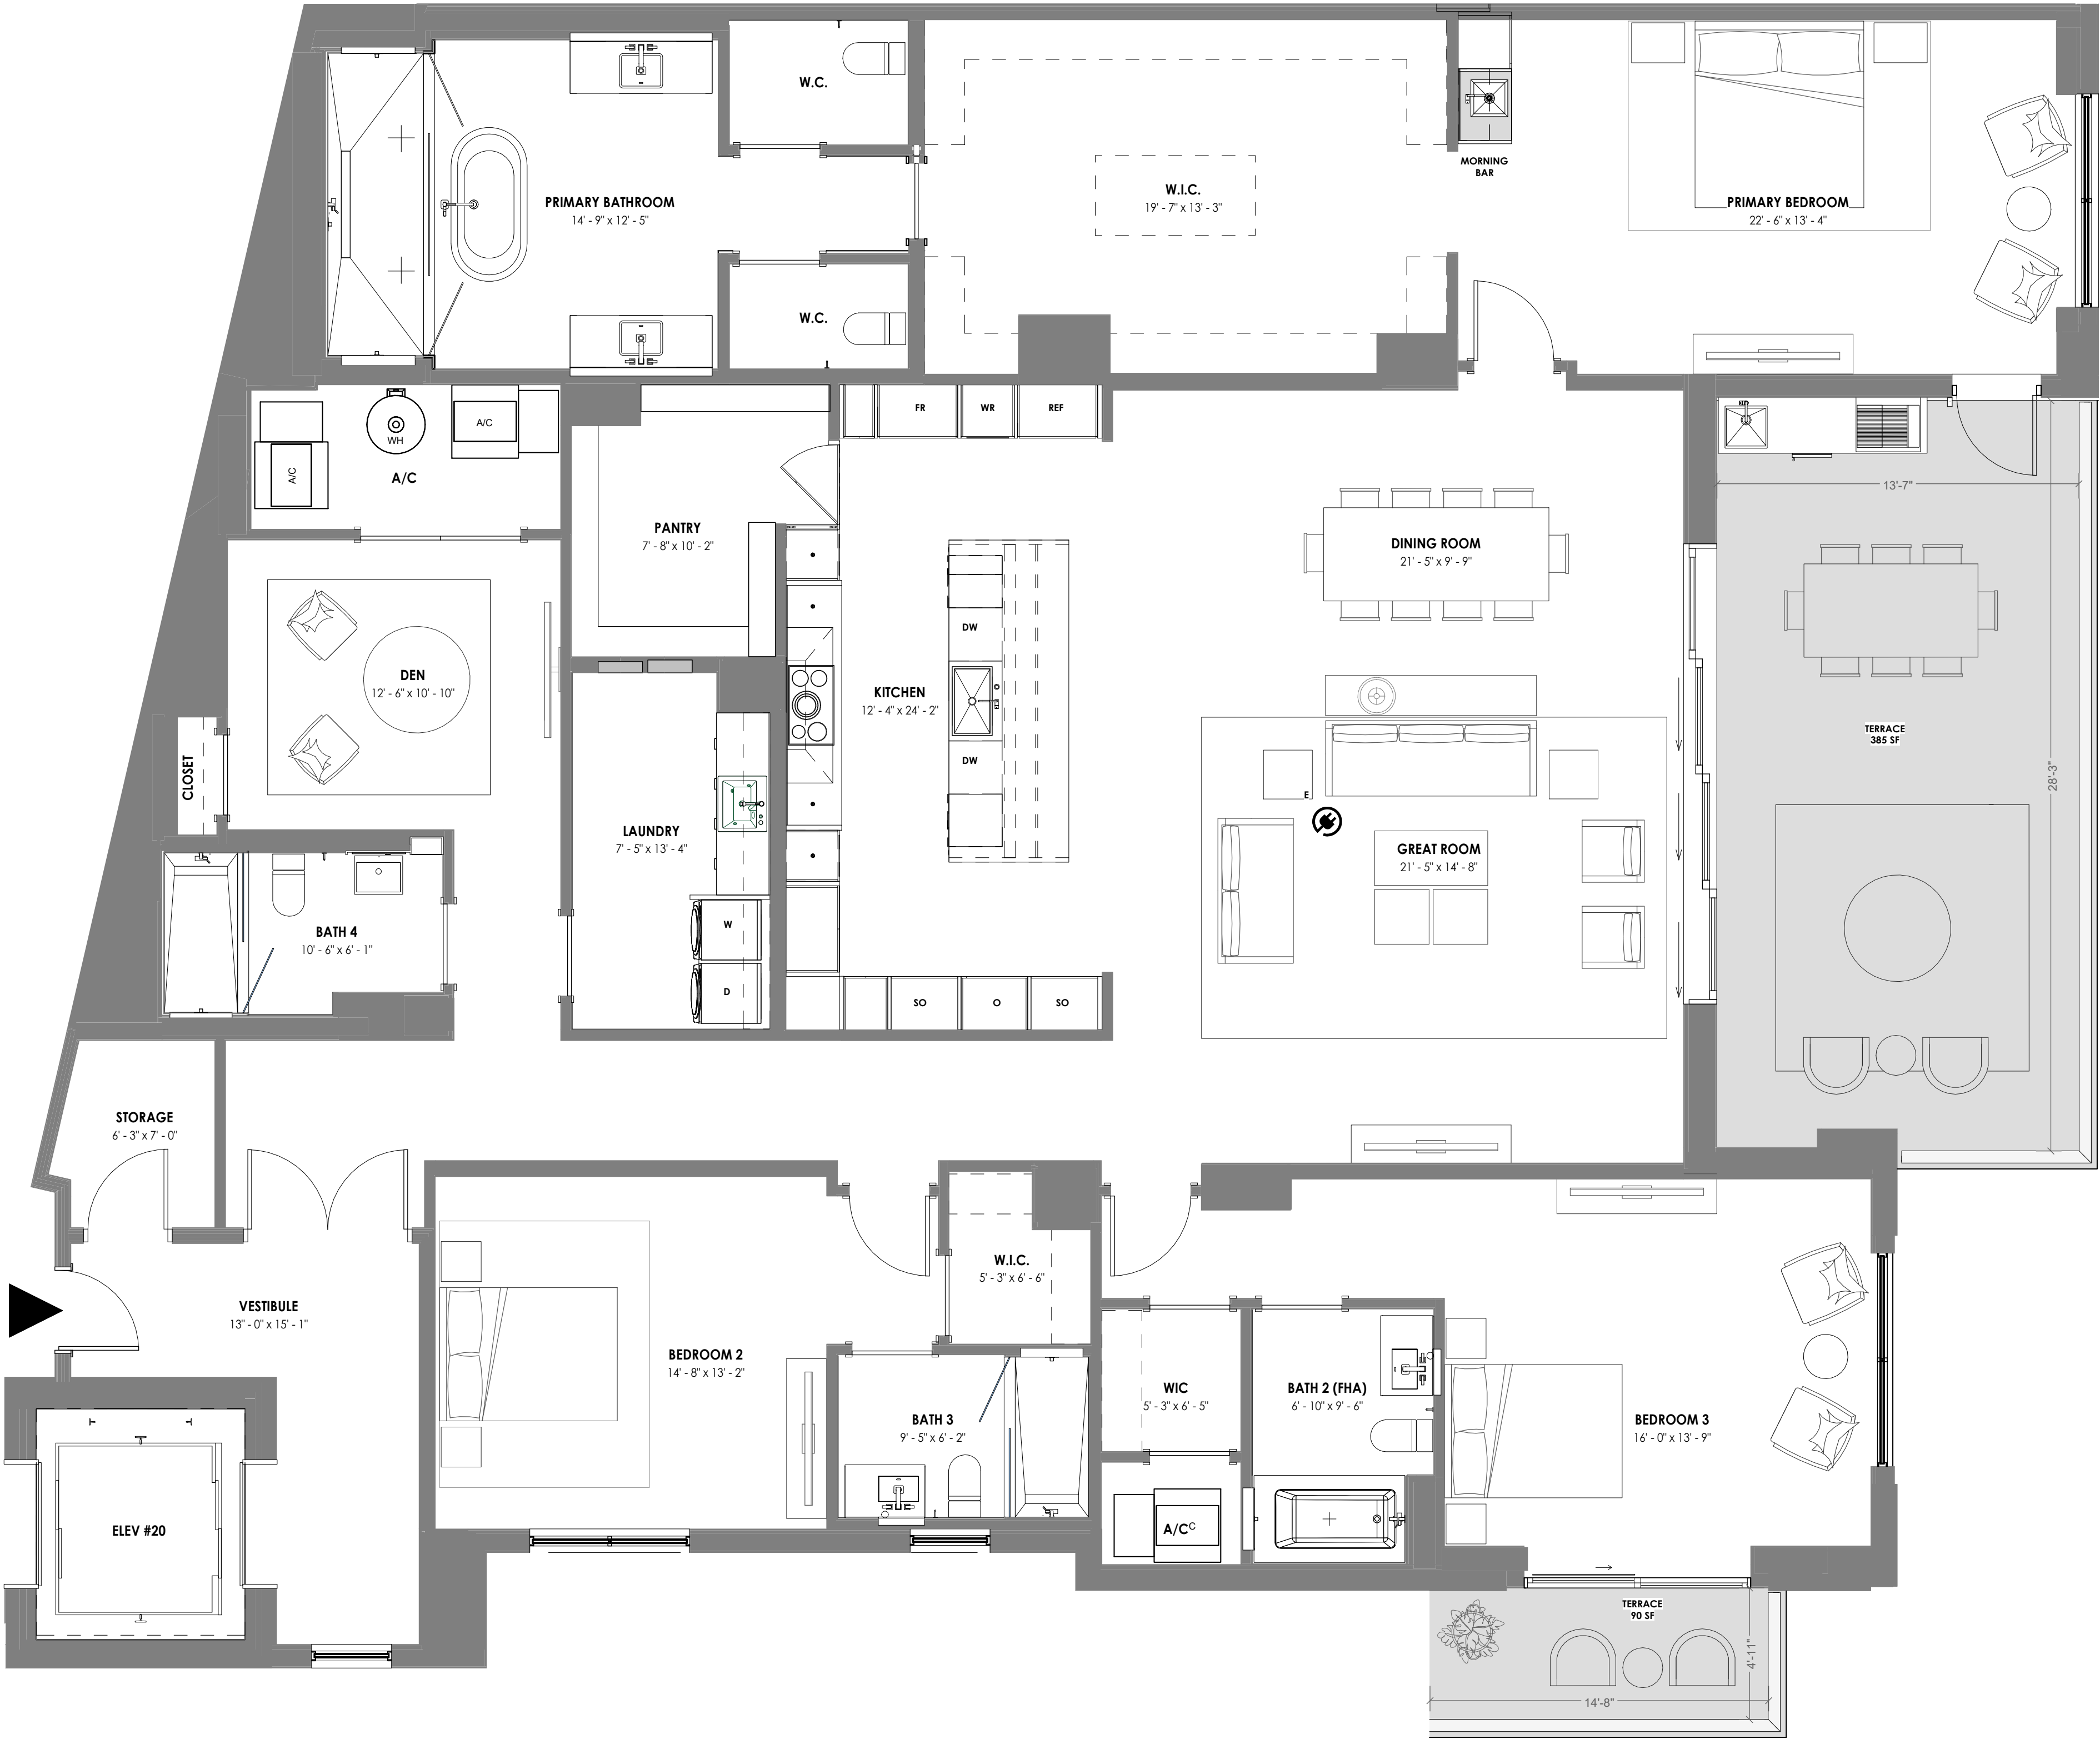 W.C.
MORNING
BAR
PRIMARY BATHROOM
14' - 9" x 12' - 5"
W.I.C.
19' - 7" x 13' - 3"
PRIMARY BEDROOM
22' - 6" x 13' - 4"
W.C.
WH
A/C
A/C
A/C
FR
WR
REF
13'-7"
PANTRY
7' - 8" x 10' - 2"
DINING ROOM
21' - 5" x 9' - 9"
DW
DEN
12' - 6" x 10' - 10"
KITCHEN
12' - 4" x 24' - 2"
TERRACE
385 SF
28'-3"
DW
CLOSET
E
LAUNDRY
7' - 5" x 13' - 4"
GREAT ROOM
21' - 5" x 14' - 8"
BATH 4
10' - 6" x 6' - 1"
W
D
SO
O
SO
STORAGE
6' - 3" x 7' - 0"
W.I.C.
5' - 3" x 6' - 6"
VESTIBULE
13' - 0" x 15' - 1"
BEDROOM 2
14' - 8" x 13' - 2"
WIC
5' - 3" x 6' - 5"
BATH 2 (FHA)
6' - 10" x 9' - 6"
BATH 3
9' - 5" x 6' - 2"
BEDROOM 3
16' - 0" x 13' - 9"
ELEV #20
A/CC
TERRACE
90 SF
4'-11"
14'-8"